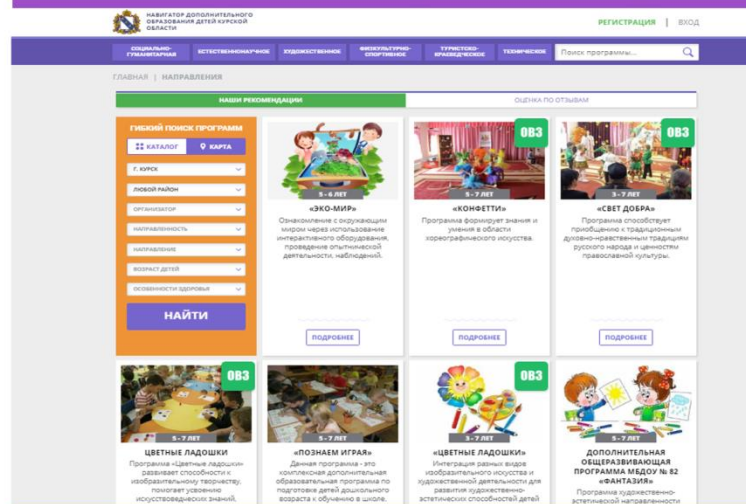 НАВИГАТОР ДОПОЛНИТЕЛЬНОГО
ОБРАЗОВАНИЯ ДЕТЕЙ КУРСКОЙ
ОБЛАСТИ
РЕГИСТРАЦИЯ | ВХОД
СОЦИАЛЬНО-
ГУМАНИТАРНАЯ
ЕСТЕСТВЕННОНАУЧНОЕ
ХУДОЖЕСТВЕННОЕ
ФИЗКУЛЬТУРНО-
СПОРТИВНОЕ
ТУРИСТСКО-
КРАЕВЕДЧЕСКОЕ
ТЕХНИЧЕСКОЕ
Поиск программы...
ГЛАВНАЯ | НАПРАВЛЕНИЯ
НАШИ РЕКОМЕНДАЦИИ
ОЦЕНКА ПО ОТЗЫВАМ
ГИБКИЙ ПОИСК ПРОГРАММ
КАТАЛОГ
КАРТА
Г. КУРСК
ЛЮБОЙ РАЙОН
ОРГАНИЗАТОР
НАПРАВЛЕННОСТЬ
НАПРАВЛЕНИЕ
ВОЗРАСТ ДЕТЕЙ
ОСОБЕННОСТИ ЗДОРОВЬЯ
НАЙТИ
5 - 6 ЛЕТ
«ЭКО-МИР»
Ознакомление с окружающим
миром через использование
интерактивного оборудования,
проведение опытнической
деятельности, наблюдений.
ПОДРОБНЕЕ
ОВЗ
5 - 7 ЛЕТ
«КОНФЕТТИ»
Программа формирует знания и
умения в области
хореографического искусства.
ПОДРОБНЕЕ
ОВЗ
3 - 7 ЛЕТ
«СВЕТ ДОБРА»
Программа способствует
приобщению к традиционным
духовно-нравственным традициям
русского народа и ценностям
православной культуры.
ПОДРОБНЕЕ
ОВЗ
5 - 7 ЛЕТ
ЦВЕТНЫЕ ЛАДОШКИ
Программа «Цветные ладошки»
развивает способности к
изобразительному творчеству,
помогает усвоению
искусствоведческих знаний.
5 - 7 ЛЕТ
«ПОЗНАЕМ ИГРАЯ»
Данная программа - это
комплексная дополнительная
образовательная программа по
подготовке детей дошкольного
возраста к обучению в школе.
ОВЗ
3 - 7 ЛЕТ
«ЦВЕТНЫЕ ЛАДОШКИ»
Интеграция разных видов
изобразительного искусства и
художественной деятельности для
развития художественно-
эстетических способностей детей
5 - 7 ЛЕТ
ДОПОЛНИТЕЛЬНАЯ
ОБЩЕРАЗВИВАЮЩАЯ
ПРОГРАММА МБДОУ № 82
«ФАНТАЗИЯ»
Программа художественно-
эстетической направленности